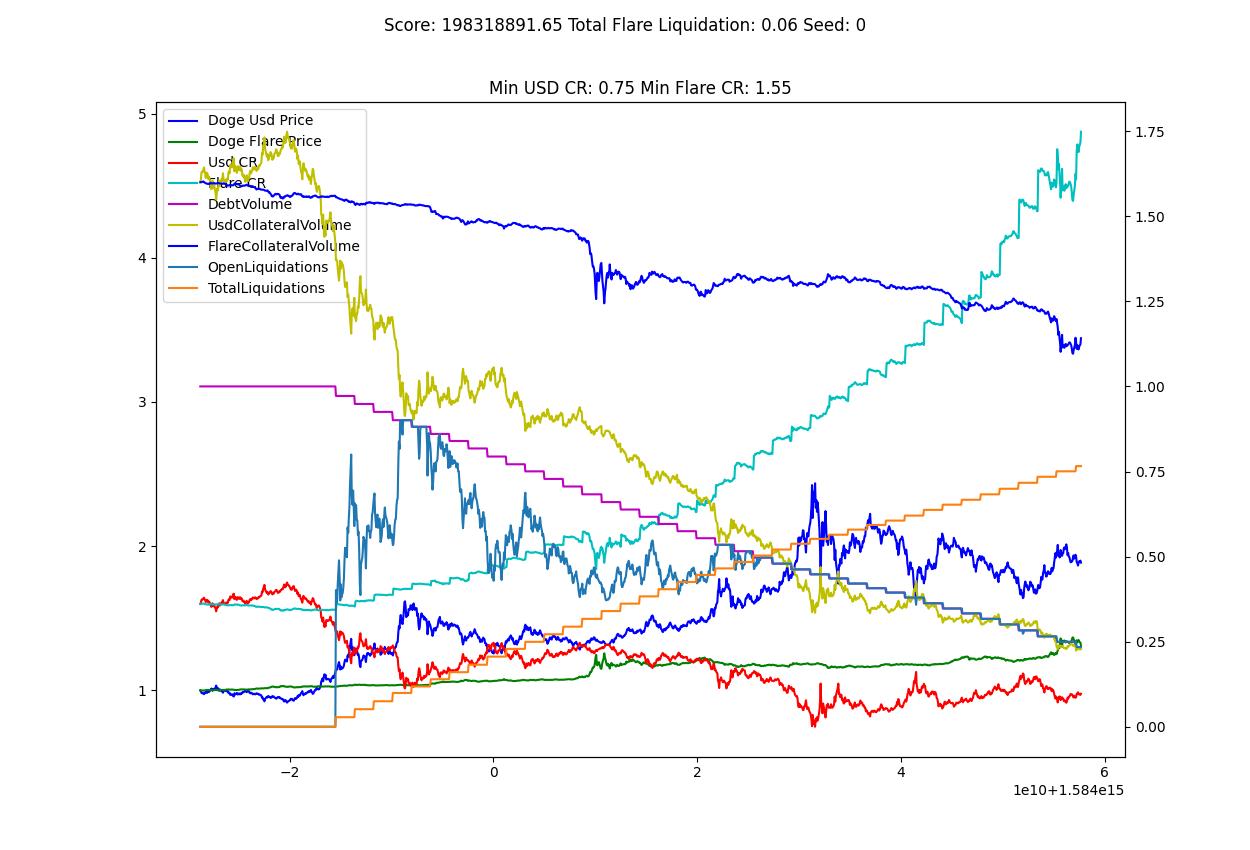 Score: 198318891.65 Total Flare Liquidation: 0.06 Seed: 0
Min USD CR: 0.75 Min Flare CR: 1.55
Doge Usd Price
Doge Flare Price
Usd CR
Flare CR
DebtVolume
UsdCollateralVolume
FlareCollateralVolume
OpenLiquidations
TotalLiquidations
5
4
3
2
1
1.75
1.50
1.25
1.00
0.75
0.50
0.25
0.00
−2
0
2
4
6
1e10+1.584e15